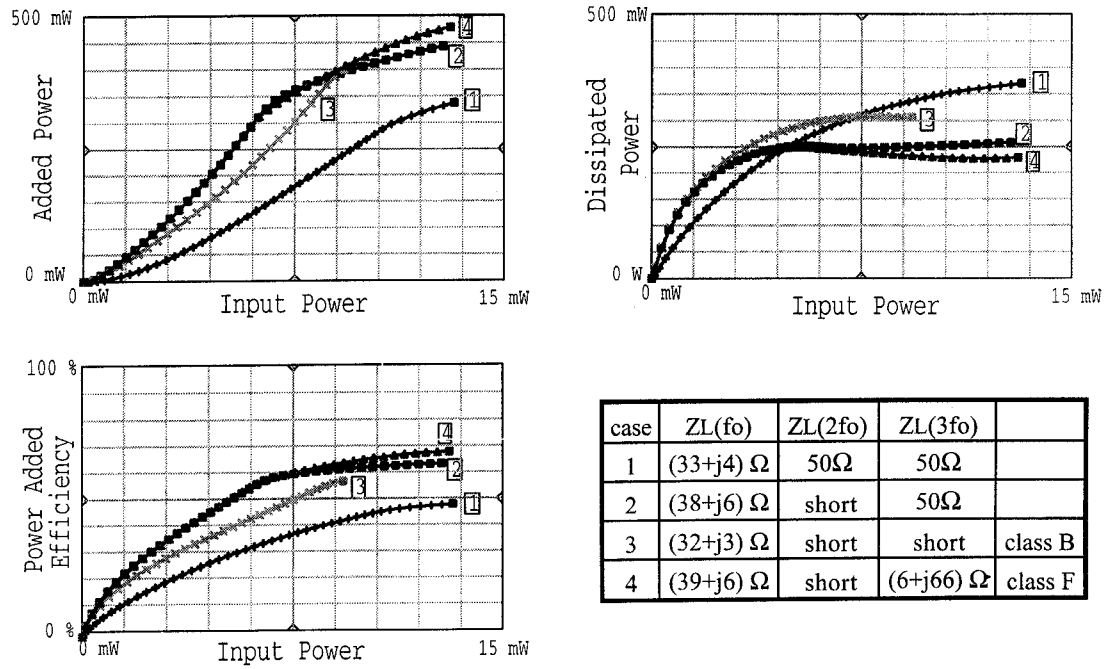 500 mW
Added Power
0 mW
0 mW
Input Power
15 mW
4
2
3
1
500 mW
Dissipated
Power
0 W
0 mW
Input Power
15 mW
1
3
2
4
100 %
Power Added
Efficiency
0 %
0 mW
Input Power
15 mW
4
2
3
1
case ZL(fo) ZL(2fo) ZL(3fo)
1 (33+j4) Ω 50Ω 50Ω
2 (38+j6) Ω short 50Ω
3 (32+j3) Ω short short class B
4 (39+j6) Ω short (6+j66) Ω class F